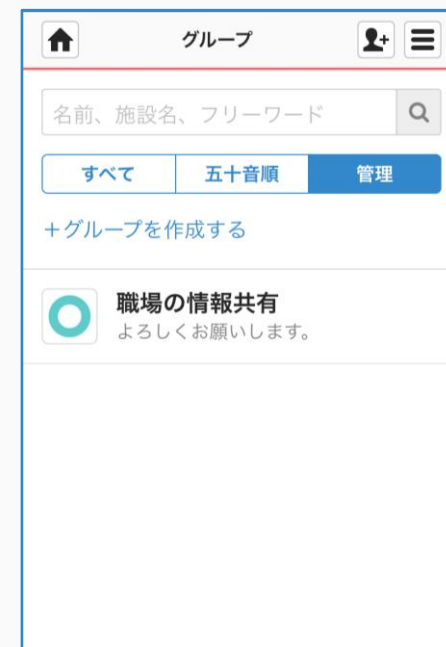 グループ
名前、施設名、フリーワード
すべて 五十音順 管理
+グループを作成する
職場の情報共有
よろしくお願いします。